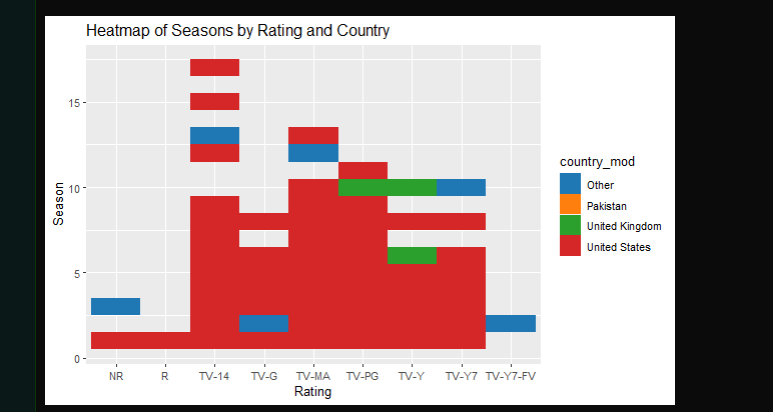 Heatmap of Seasons by Rating and Country
Season
15
10
5
0
NR R TV-14 TV-G TV-MA TV-PG TV-Y TV-Y7 TV-Y7-FV
Rating
country_mod
Other
Pakistan
United Kingdom
United States